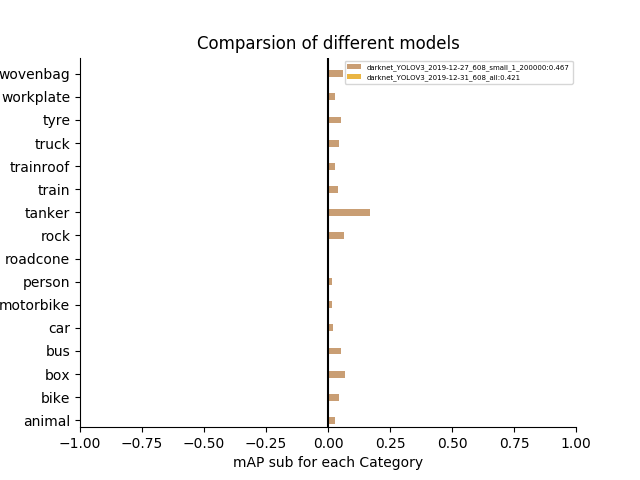 Comparsion of different models
wovenbag
workplate
tyre
truck
trainroof
train
tanker
rock
roadcone
person
motorbike
car
bus
box
bike
animal
darknet_YOLOV3_2019-12-27_608_small_1_200000:0.467
darknet_YOLOV3_2019-12-31_608_all:0.421
−1.00 −0.75 −0.50 −0.25 0.00 0.25 0.50 0.75 1.00
mAP sub for each Category